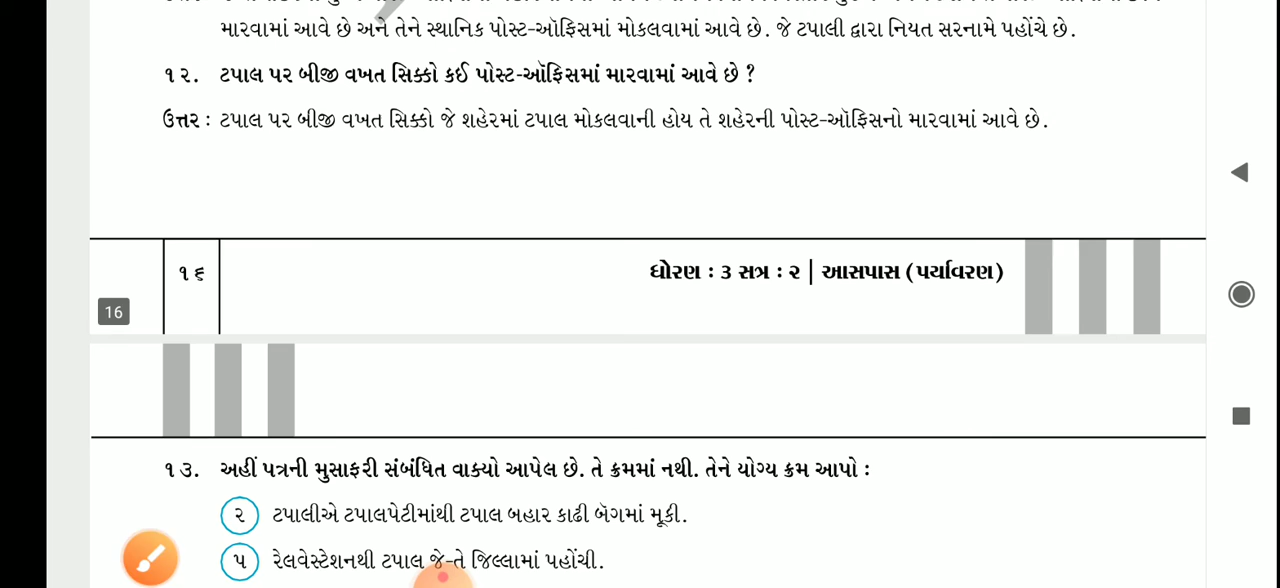 મારવામાં આવે છે અને તેને સ્થાનિક પોસ્ટ-ઑફિસમાં મોકલવામાં આવે છે. જે ટપાલી દ્વારા નિયત સરનામે પહોંચે છે.
૧૨. ટપાલ પર બીજી વખત સિક્કો કઈ પોસ્ટ-ઑફિસમાં મારવામાં આવે છે ?
ઉત્તર : ટપાલ પર બીજી વખત સિક્કો જે શહેરમાં ટપાલ મોકલવાની હોય તે શહેરની પોસ્ટ-ઑફિસનો મારવામાં આવે છે.
૧૬ ધોરણ : 3 સત્ર : ૨ | આસપાસ (પર્યાવરણ)
16
૧૩. અહીં પત્રની મુસાફરી સંબંધિત વાક્યો આપેલ છે. તે ક્રમમાં નથી. તેને યોગ્ય ક્રમ આપો :
૨ ટપાલીએ ટપાલપેટીમાંથી ટપાલ બહાર કાઢી બૅગમાં મૂકી.
૫ રેલવેસ્ટેશનથી ટપાલ જે-તે જિલ્લામાં પહોંચી.